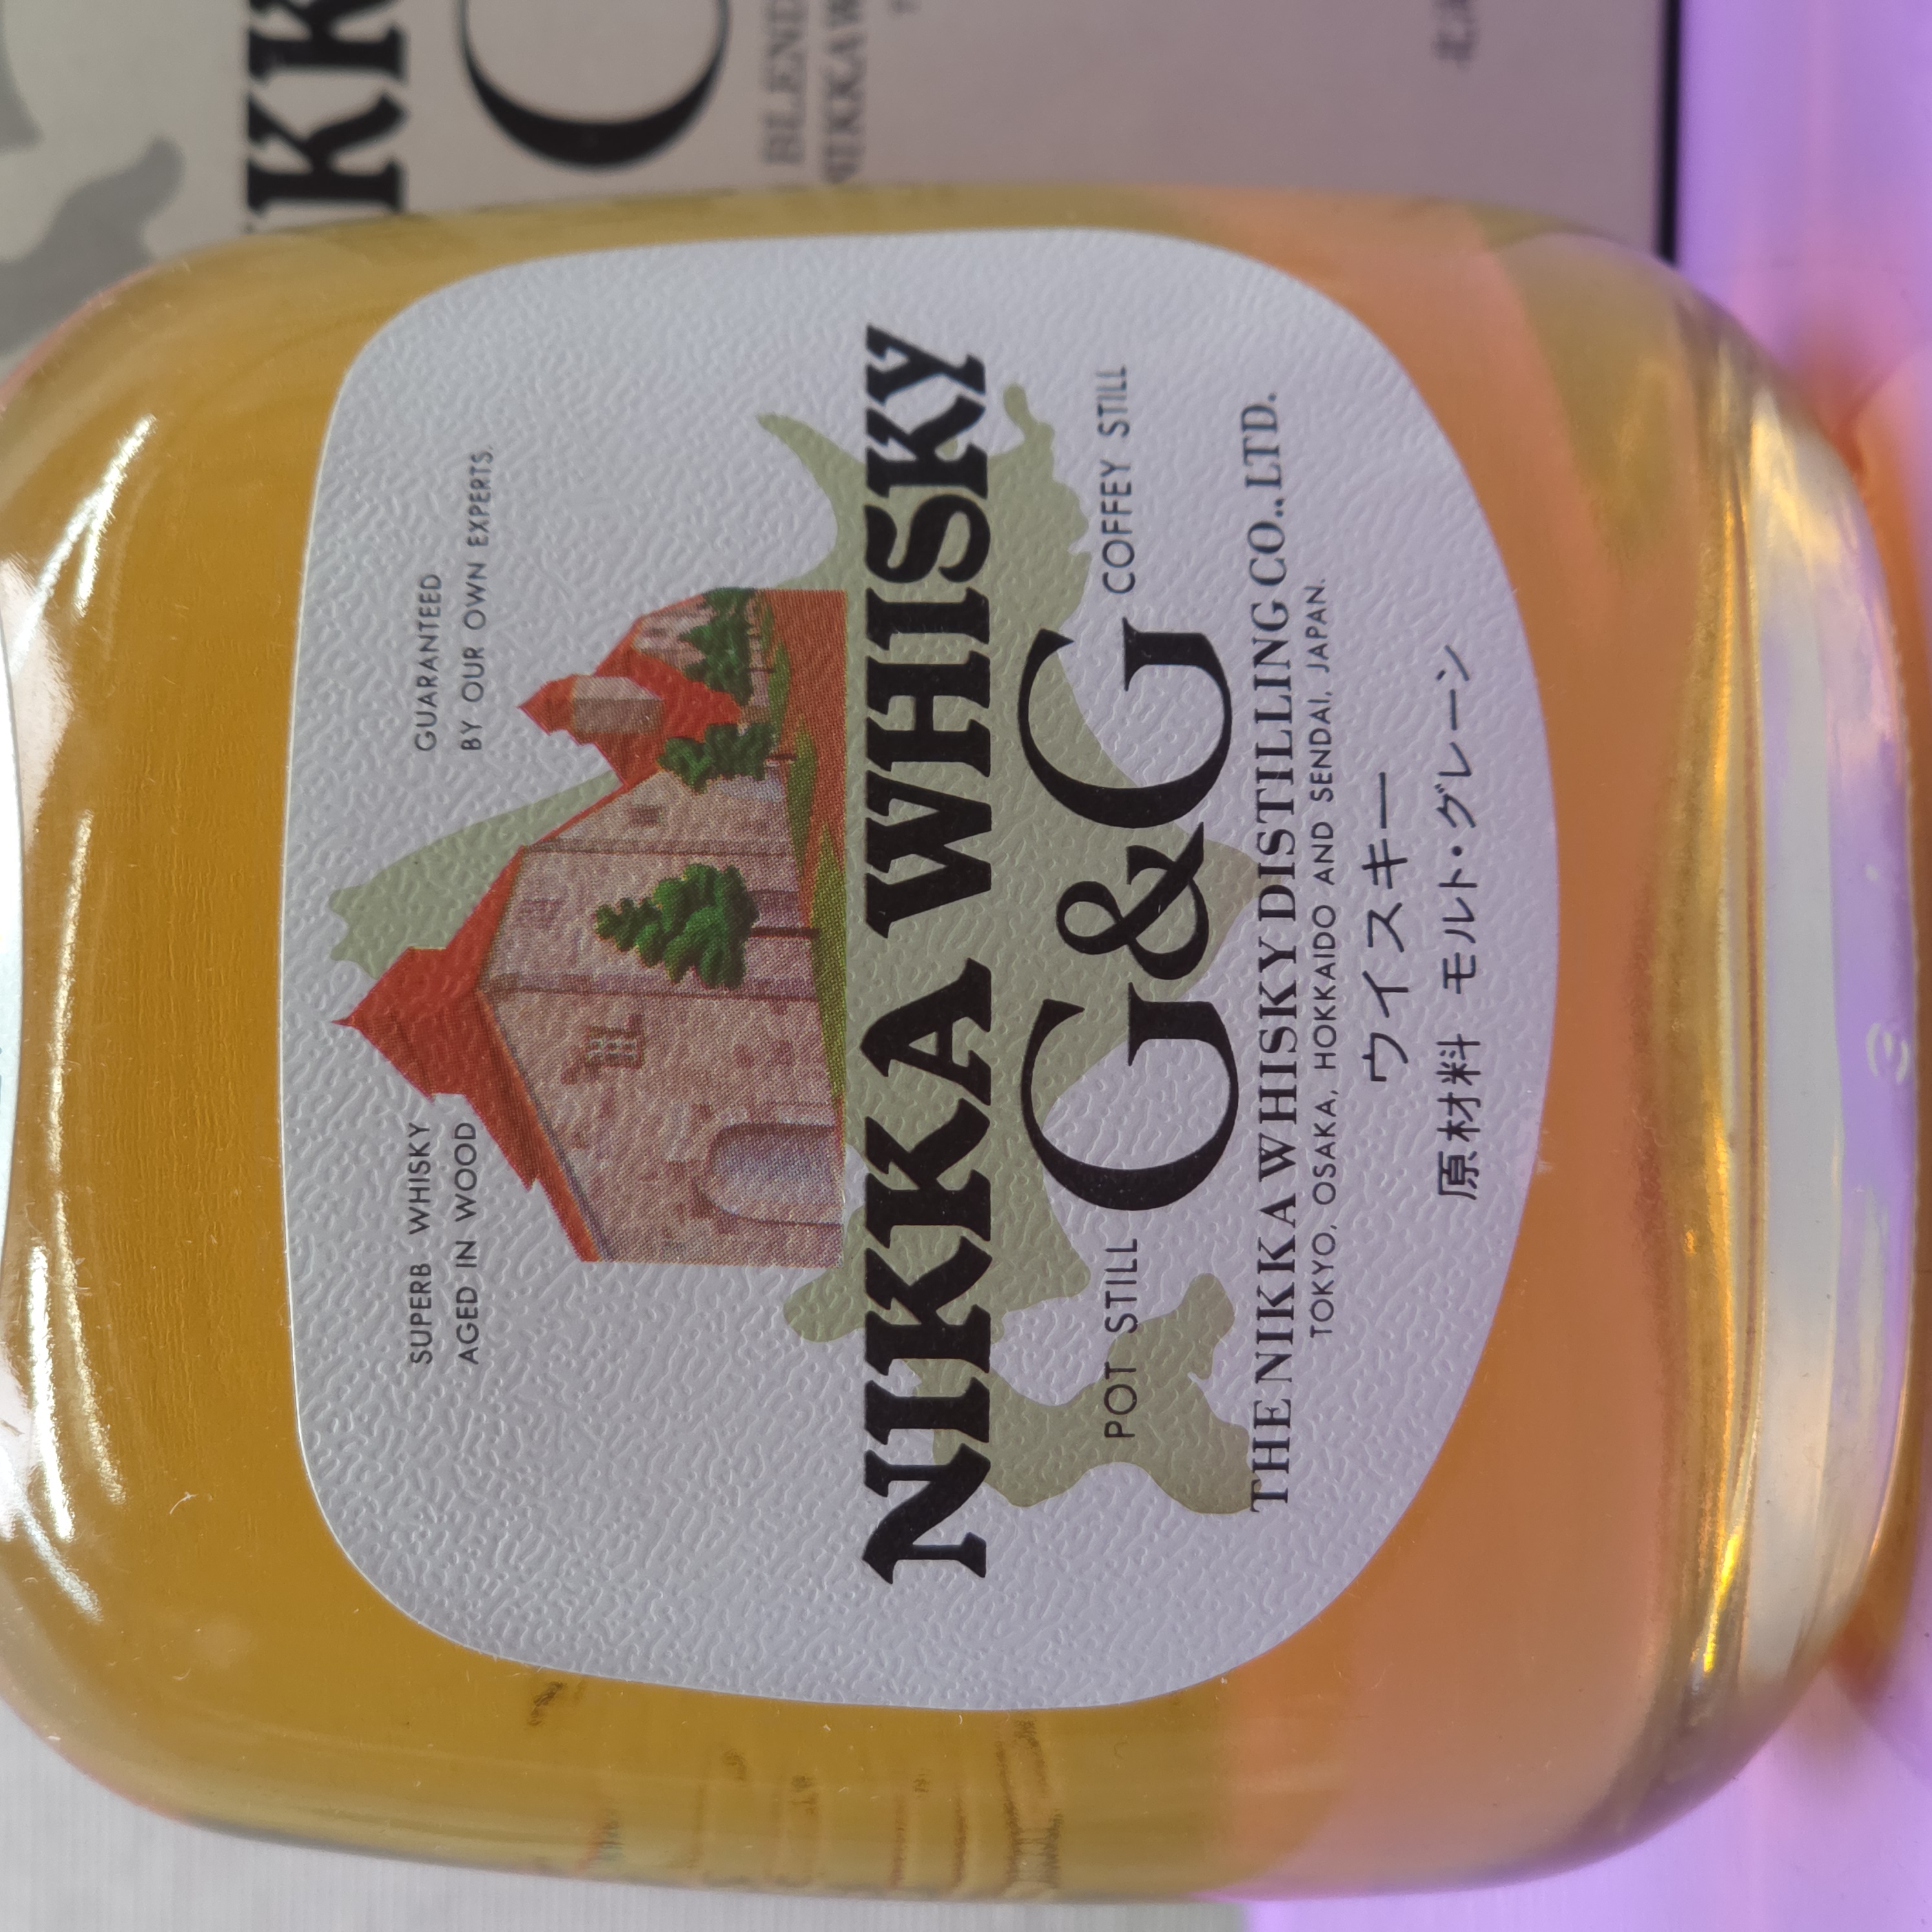 SUPERB WHISKY
AGED IN WOOD
GUARANTEED
BY OUR OWN EXPERTS.
NIKKA WHISKY
POT STILL G&G COFFEY STILL
THE NIKKA WHISKY DISTILLING CO.,LTD.
TOKYO, OSAKA, HOKKAIDO AND SENDAI, JAPAN.
ウイスキー
原材料 モルト・グレーン
BLEND